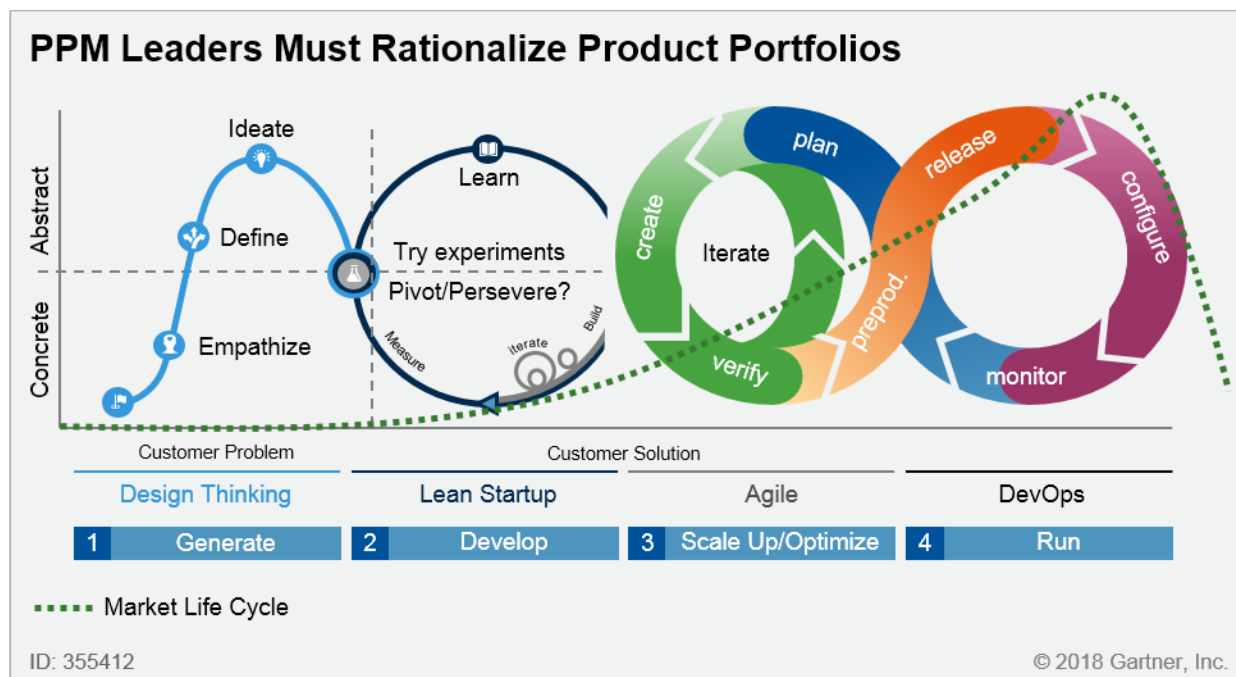 PPM Leaders Must Rationalize Product Portfolios
Abstract
Concrete
Ideate
Define
Empathize
Learn
Try experiments
Pivot/Persevere?
Measure
iterate
Build
create
plan
Iterate
verify
preprod.
release
configure
monitor
Customer Problem
Customer Solution
Design Thinking
Lean Startup
Agile
DevOps
1 Generate
2 Develop
3 Scale Up/Optimize
4 Run
Market Life Cycle
ID: 355412
© 2018 Gartner, Inc.